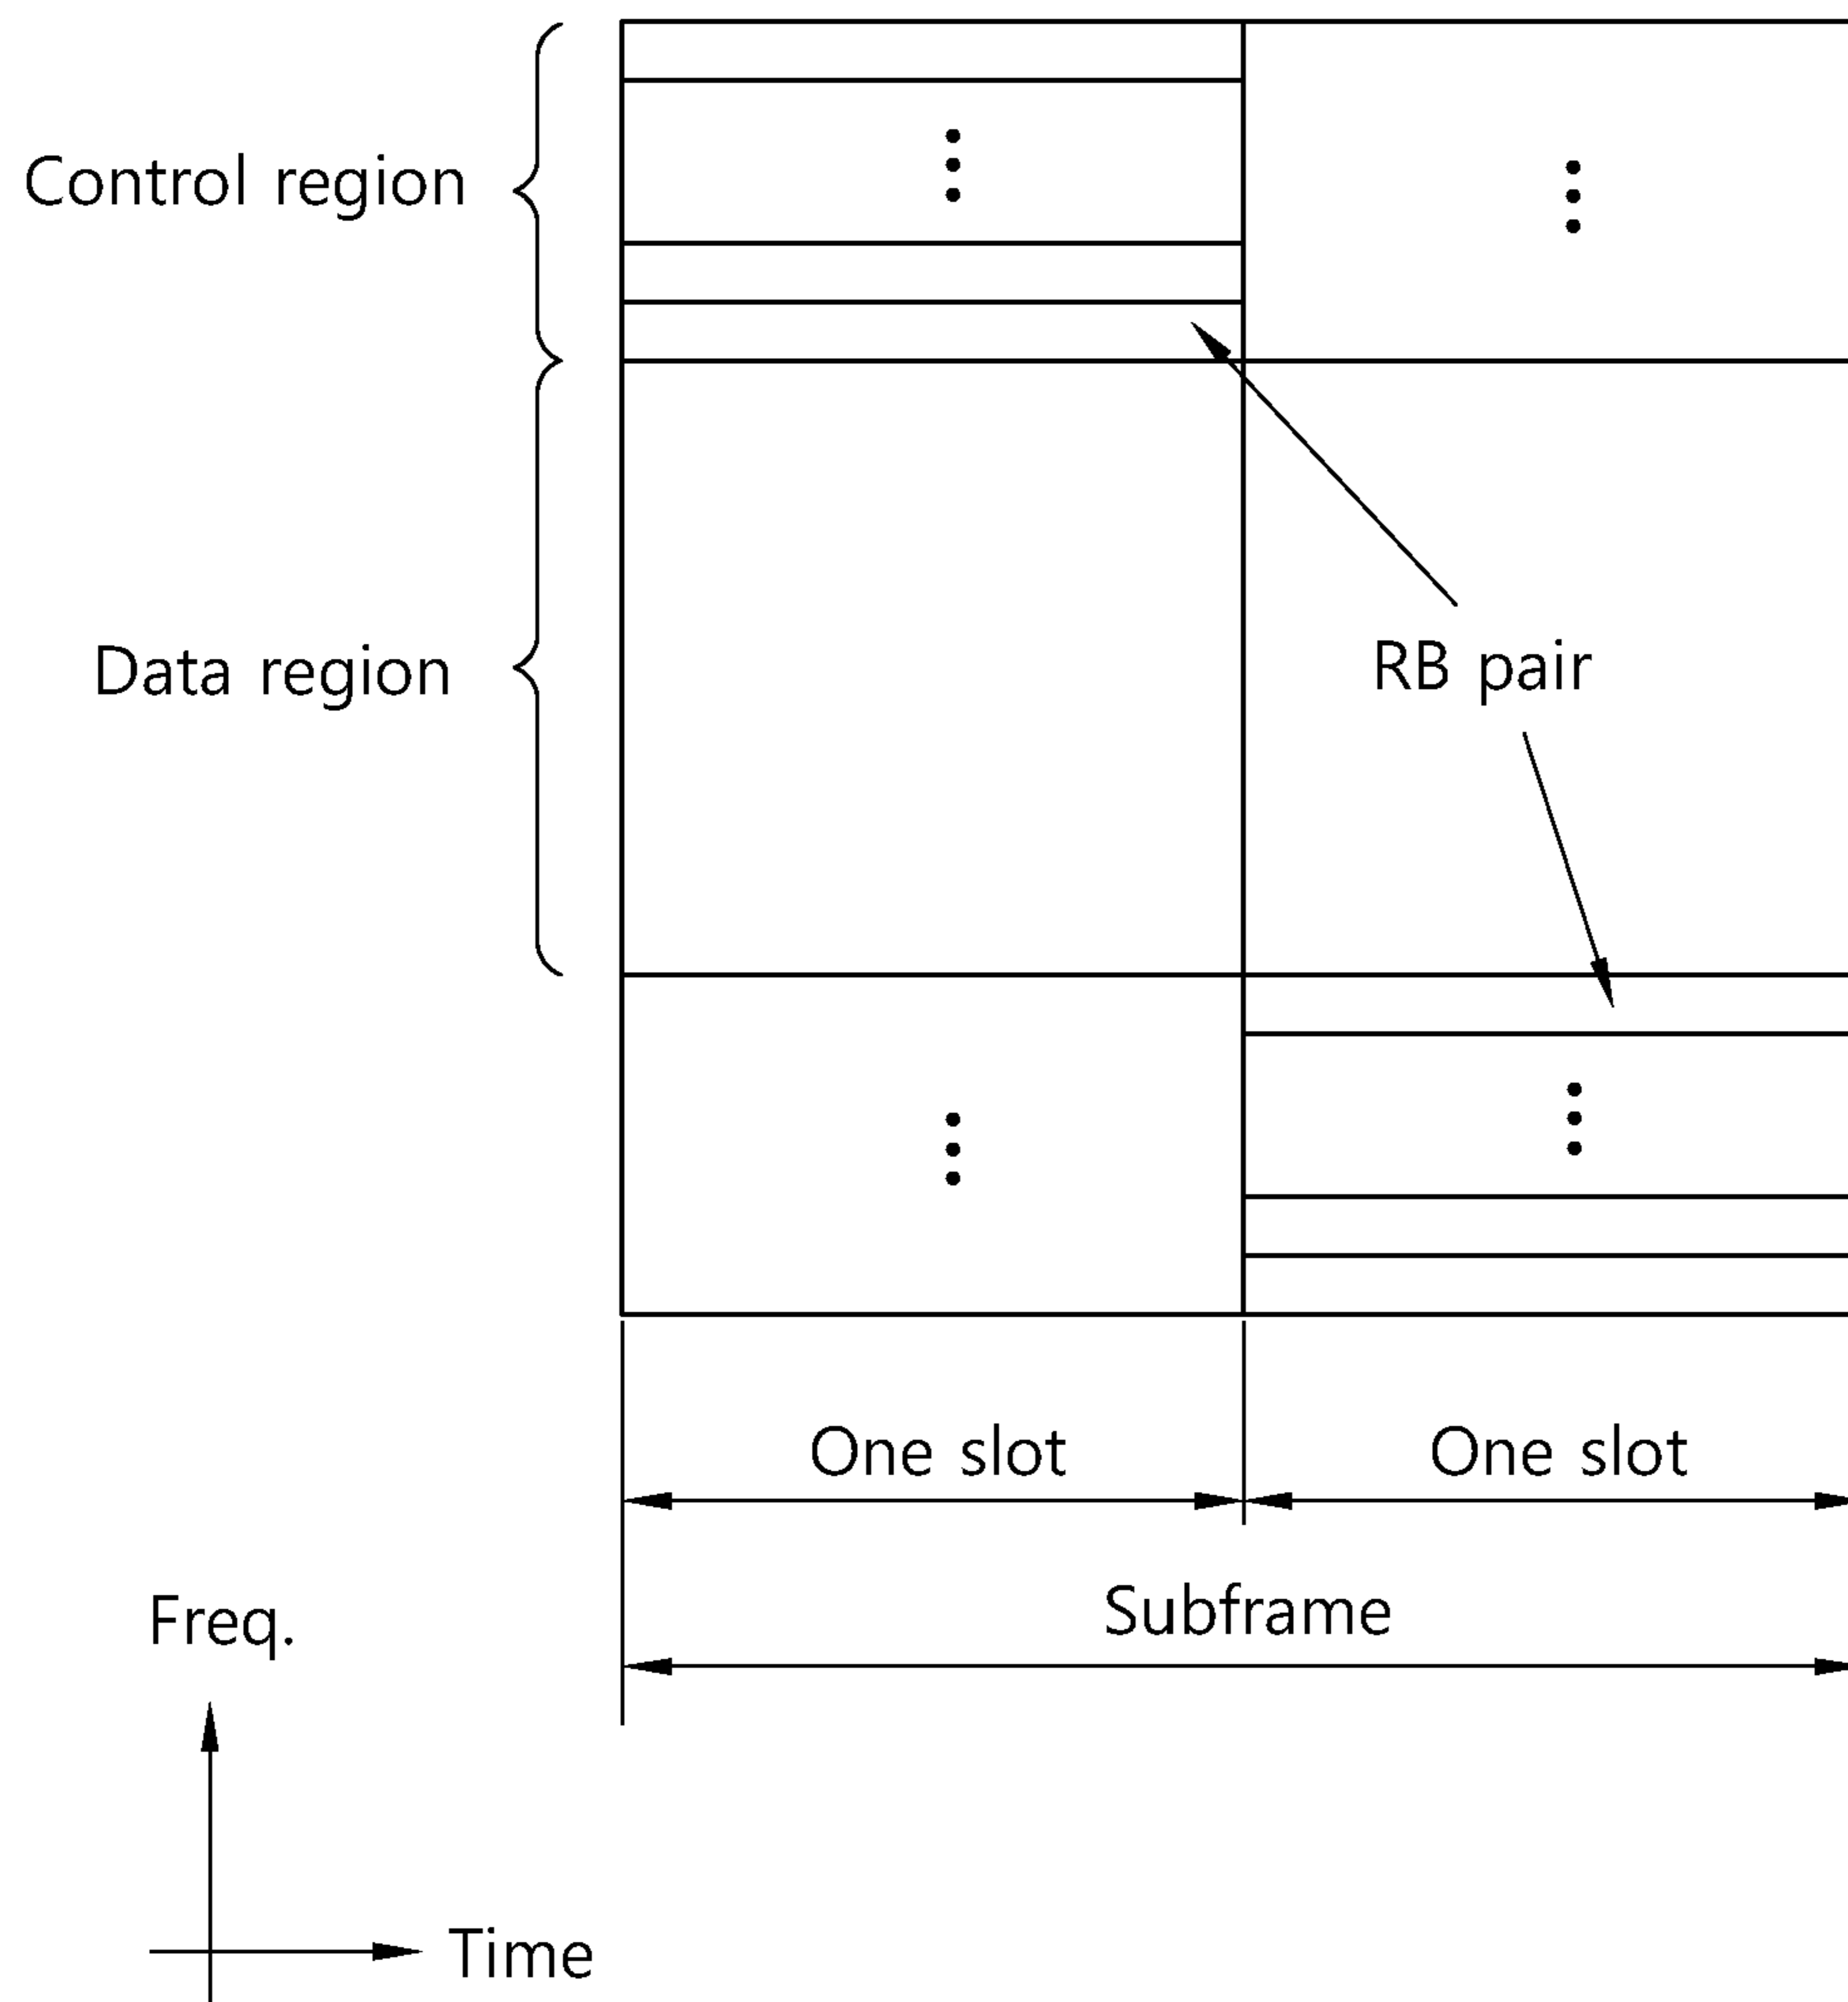 Control region
Data region
RB pair
One slot
One slot
Subframe
Freq.
Time